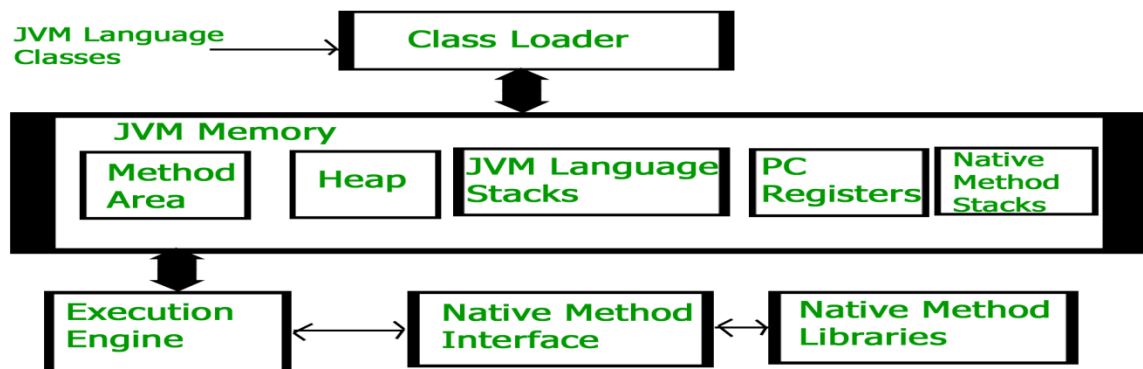 JVM Language
Classes
Class Loader
JVM Memory
Method
Area
Heap
JVM Language
Stacks
PC
Registers
Native
Method
Stacks
Execution
Engine
Native Method
Interface
Native Method
Libraries